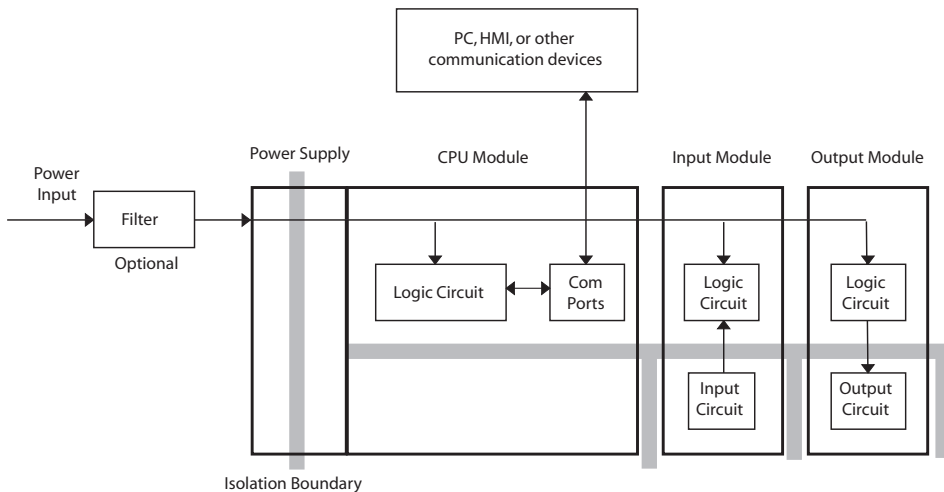 PC, HMI, or other
communication devices
Power Supply
CPU Module
Input Module
Output Module
Power
Input
Filter
Optional
Logic Circuit
Com
Ports
Logic
Circuit
Logic
Circuit
Input
Circuit
Output
Circuit
Isolation Boundary